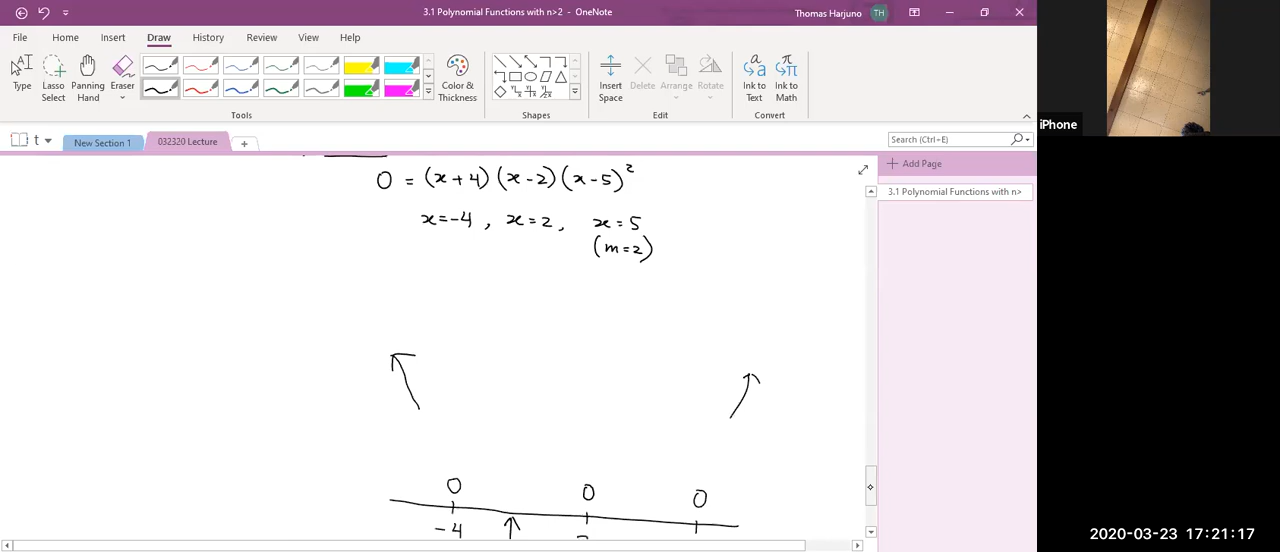 3.1 Polynomial Functions with n>2 - OneNote
Thomas Harjuno TH
File Home Insert Draw History Review View Help
Type
Lasso Select
Panning Hand
Eraser
Color & Thickness
Insert Space
Delete
Arrange
Rotate
Ink to Text
Ink to Math
Tools
Shapes
Edit
Convert
iPhone
t
New Section 1
032320 Lecture
Search (Ctrl+E)
Add Page
3.1 Polynomial Functions with n>
0 = (x+4)(x-2)(x-5)²
x=-4, x=2, x=5
(m=2)
0 0 0
-4
2020-03-23 17:21:17